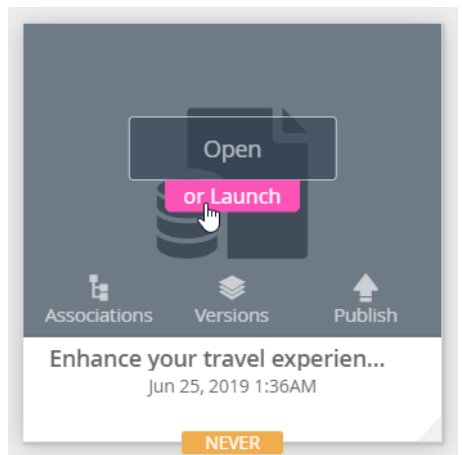 Open
or Launch
Associations Versions Publish
Enhance your travel experien...
Jun 25, 2019 1:36AM
NEVER